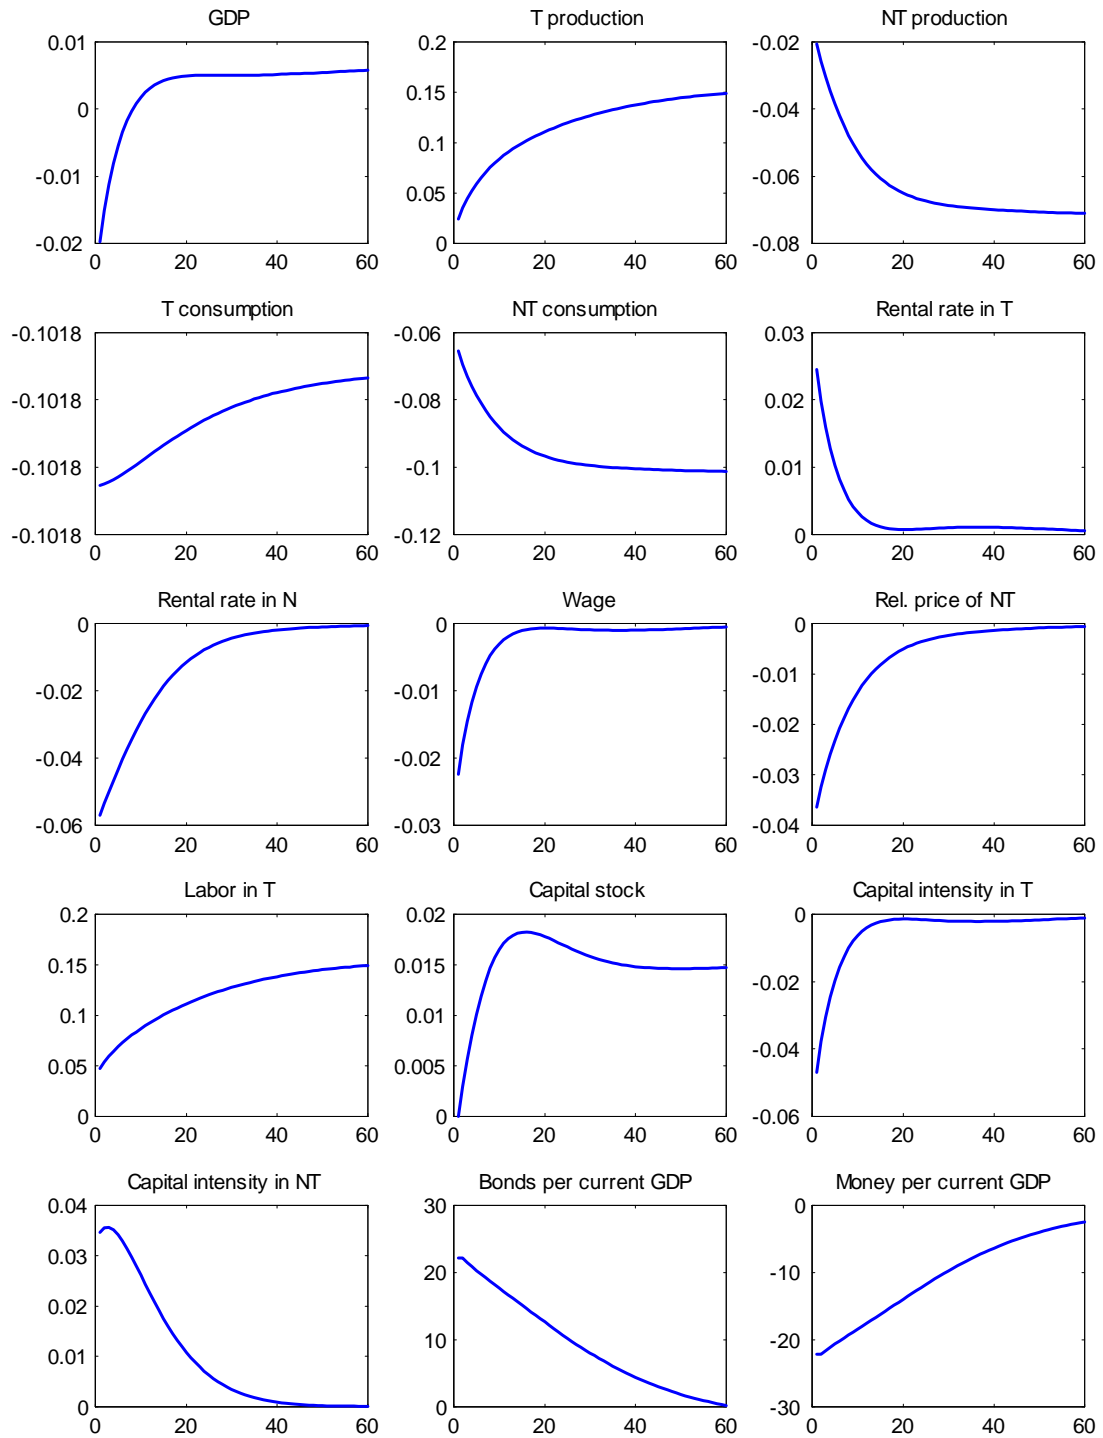 GDP
0.01
0
-0.01
-0.02
0 20 40 60
T production
0.2
0.15
0.1
0.05
0
0 20 40 60
NT production
-0.02
-0.04
-0.06
-0.08
0 20 40 60
T consumption
-0.1018
-0.1018
-0.1018
-0.1018
0 20 40 60
NT consumption
-0.06
-0.08
-0.1
-0.12
0 20 40 60
Rental rate in T
0.03
0.02
0.01
0
0 20 40 60
Rental rate in N
0
-0.02
-0.04
-0.06
0 20 40 60
Wage
0
-0.01
-0.02
-0.03
0 20 40 60
Rel. price of NT
0
-0.01
-0.02
-0.03
-0.04
0 20 40 60
Labor in T
0.2
0.15
0.1
0.05
0
0 20 40 60
Capital stock
0.02
0.015
0.01
0.005
0
0 20 40 60
Capital intensity in T
0
-0.02
-0.04
-0.06
0 20 40 60
Capital intensity in NT
0.04
0.03
0.02
0.01
0
0 20 40 60
Bonds per current GDP
30
20
10
0
0 20 40 60
Money per current GDP
0
-10
-20
-30
0 20 40 60